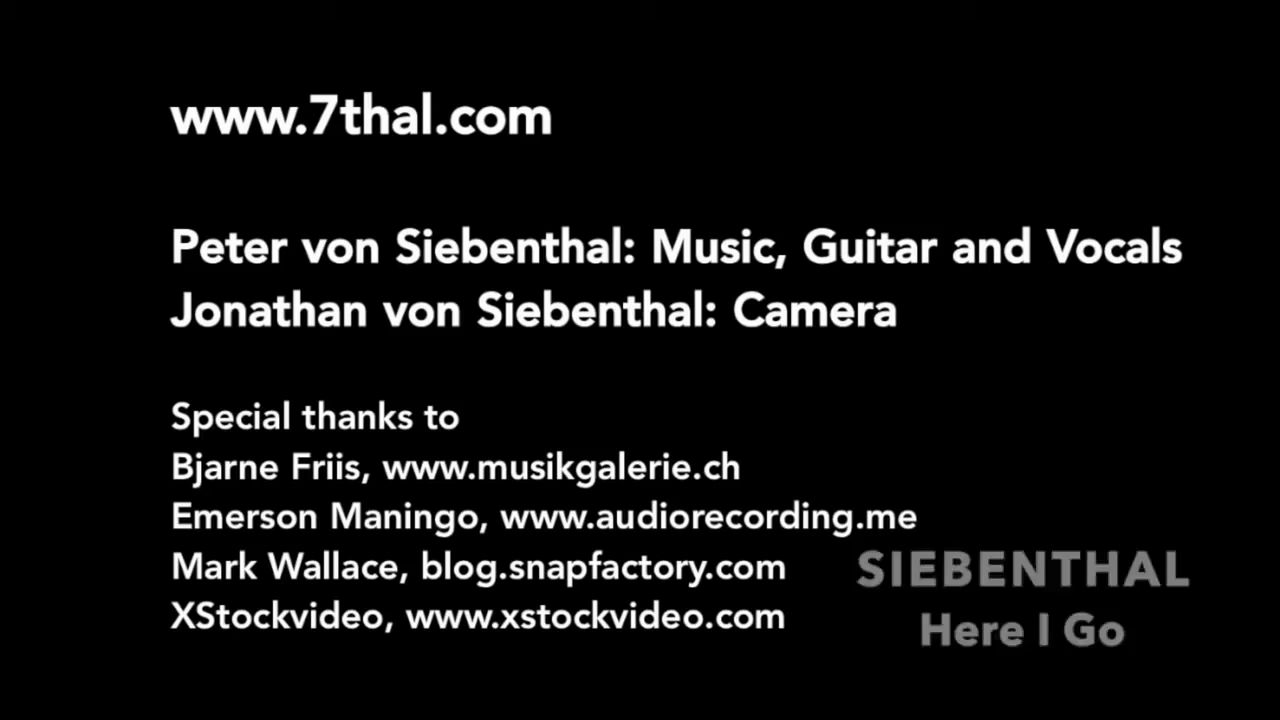 www.7thal.com
Peter von Siebenthal: Music, Guitar and Vocals
Jonathan von Siebenthal: Camera
Special thanks to
Bjarne Friis, www.musikgalerie.ch
Emerson Maningo, www.audiorecording.me
Mark Wallace, blog.snapfactory.com
XStockvideo, www.xstockvideo.com
SIEBENTHAL
Here I Go